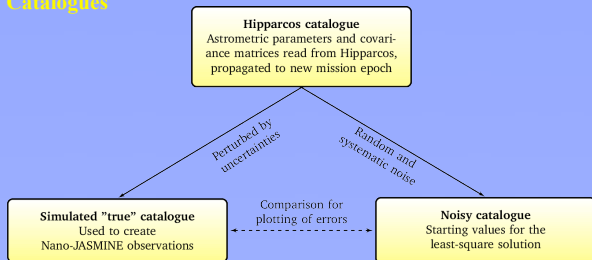 Catalogues
Hipparcos catalogue
Astrometric parameters and covari-
ance matrices read from Hipparcos,
propagated to new mission epoch
Perturbed by
uncertainties
Random and
systematic noise
Comparison for
plotting of errors
Simulated ”true” catalogue
Used to create
Nano-JASMINE observations
Noisy catalogue
Starting values for the
least-square solution